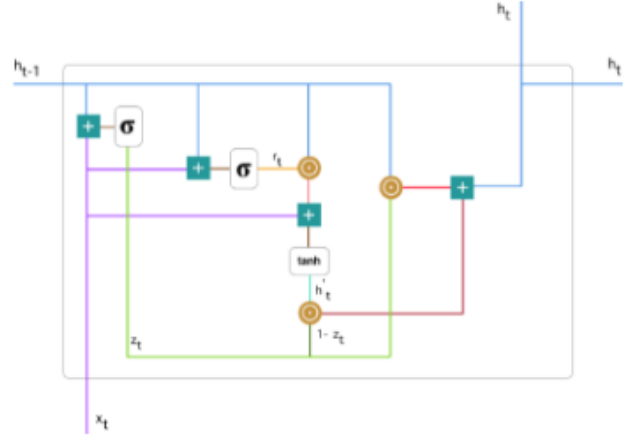 h_t
h_{t-1}
h_t
+
σ
+
σ
r_t
+
+
tanh
h'_t
1- z_t
z_t
x_t